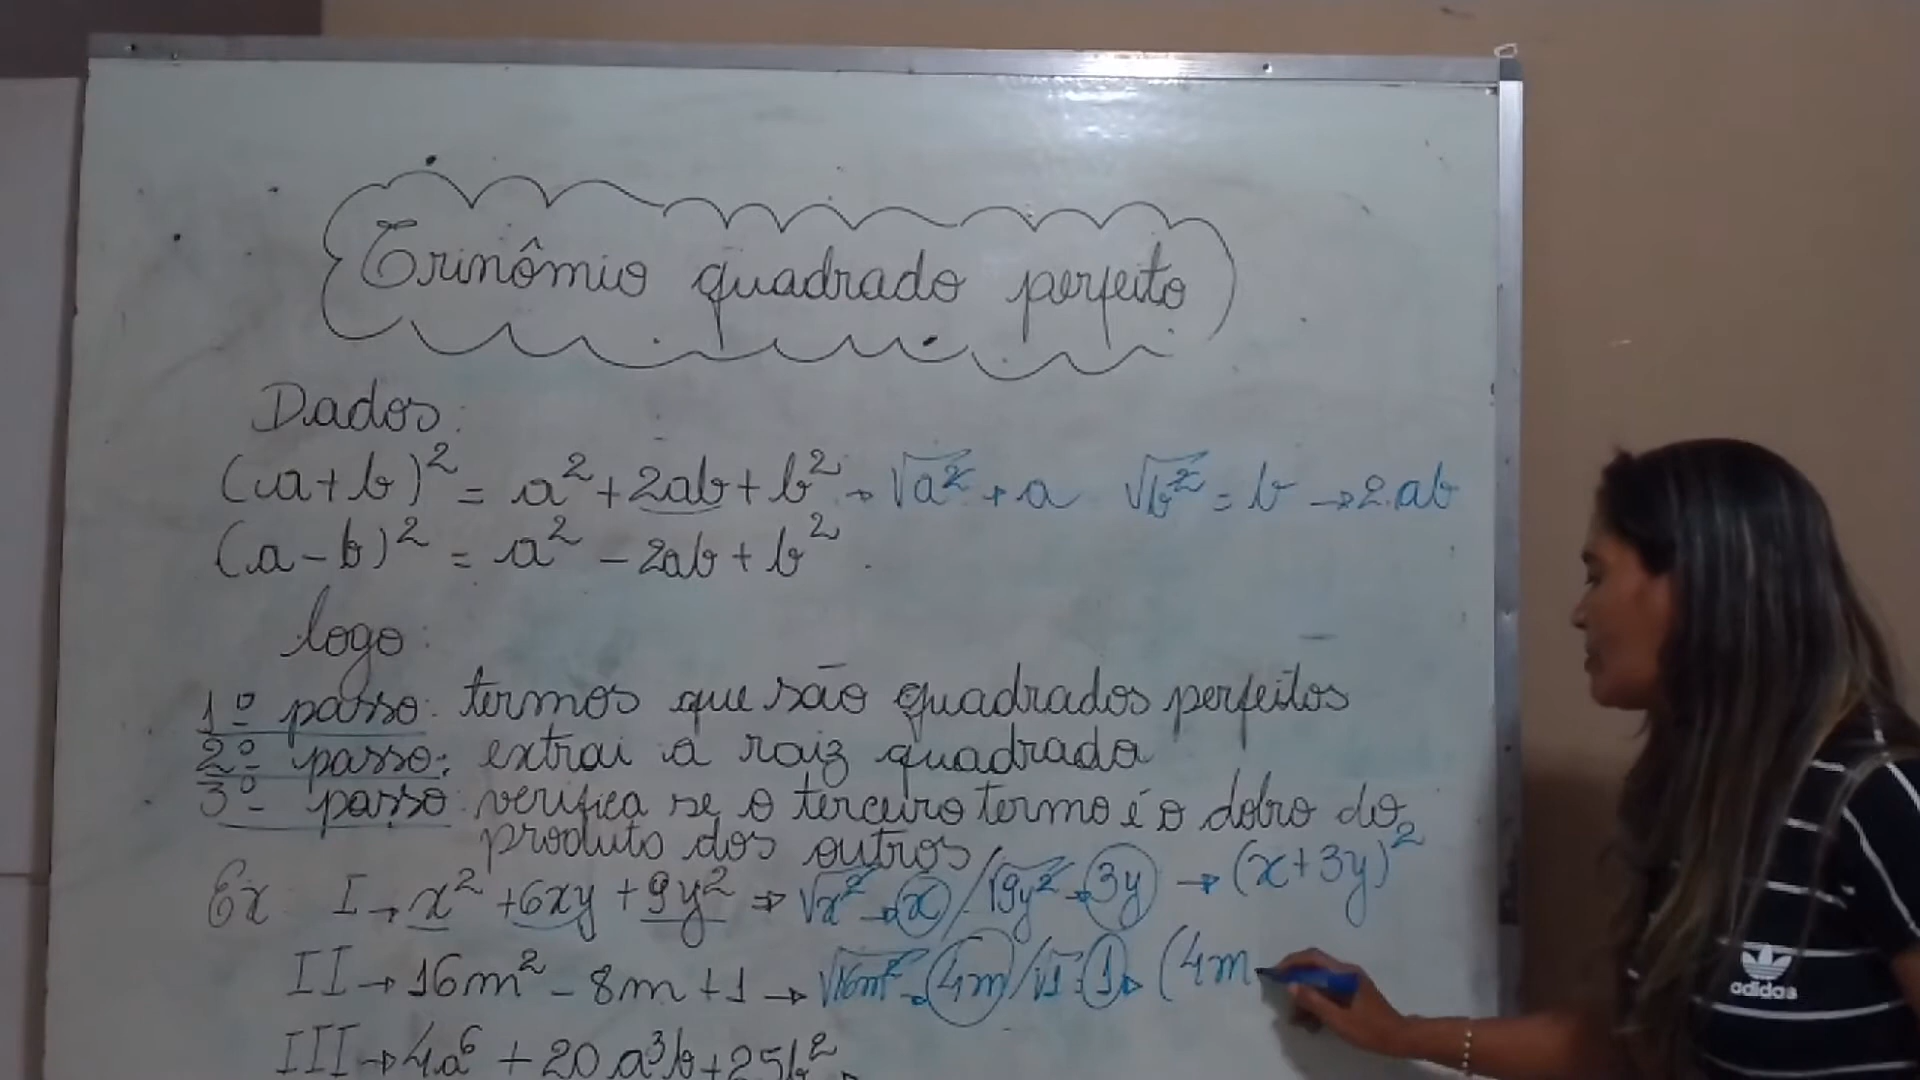 Trinômio quadrado perfeito
Dados:
(a+b)² = a² + 2ab + b² → √a² + a √b² = b → 2.ab
(a-b)² = a² - 2ab + b²
logo:
1º passo: termos que são quadrados perfeitos
2º passo: extrai a raiz quadrada
3º passo: verifica se o terceiro termo é o dobro do
produto dos outros
Ex I → x² + 6xy + 9y² ⇒ √x² → x / √9y² → 3y → (x+3y)²
II → 16m² - 8m + 1 → √16m² → 4m / √1 = 1 → (4m -
III → 4a⁶ + 20a³b + 25b²
adidas